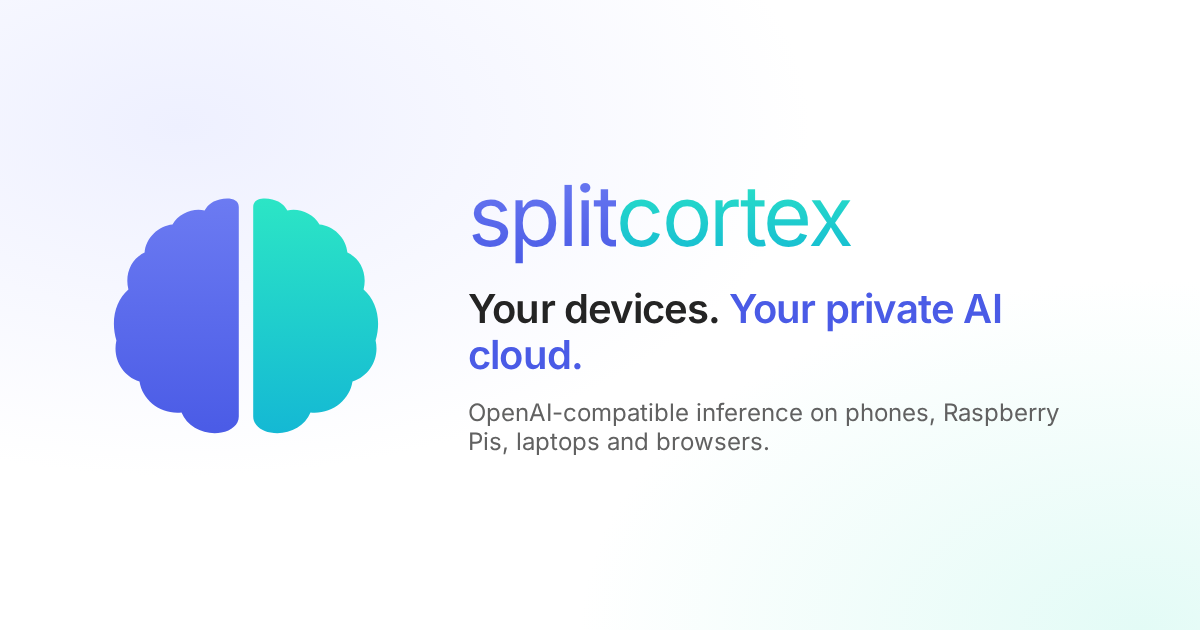 splitcortex
Your devices. Your private AI
cloud.
OpenAI-compatible inference on phones, Raspberry
Pis, laptops and browsers.